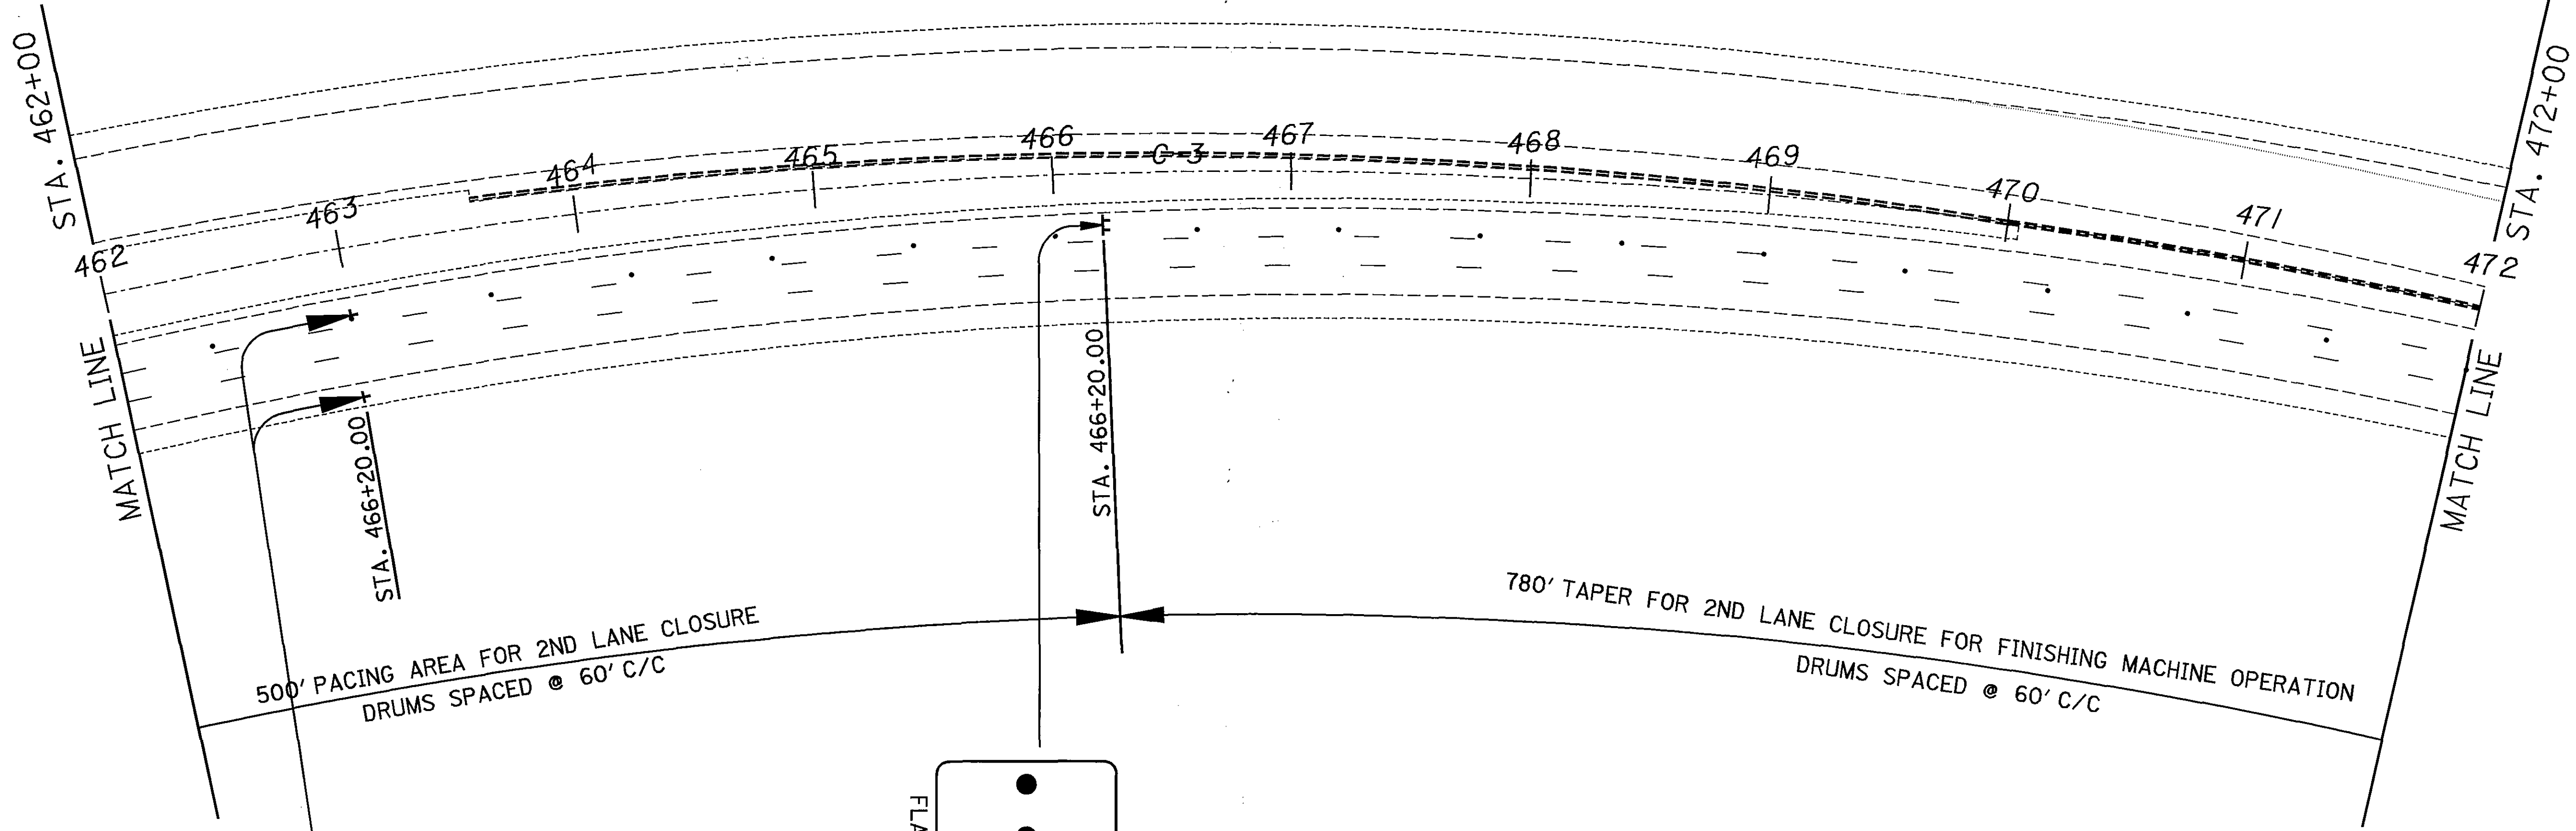 STA. 462+00
STA. 472+00
462
463
464
465
466
C-3
467
468
469
470
471
472
MATCH LINE
MATCH LINE
STA. 466+20.00
STA. 466+20.00
500' PACING AREA FOR 2ND LANE CLOSURE
DRUMS SPACED @ 60' C/C
780' TAPER FOR 2ND LANE CLOSURE FOR FINISHING MACHINE OPERATION
DRUMS SPACED @ 60' C/C